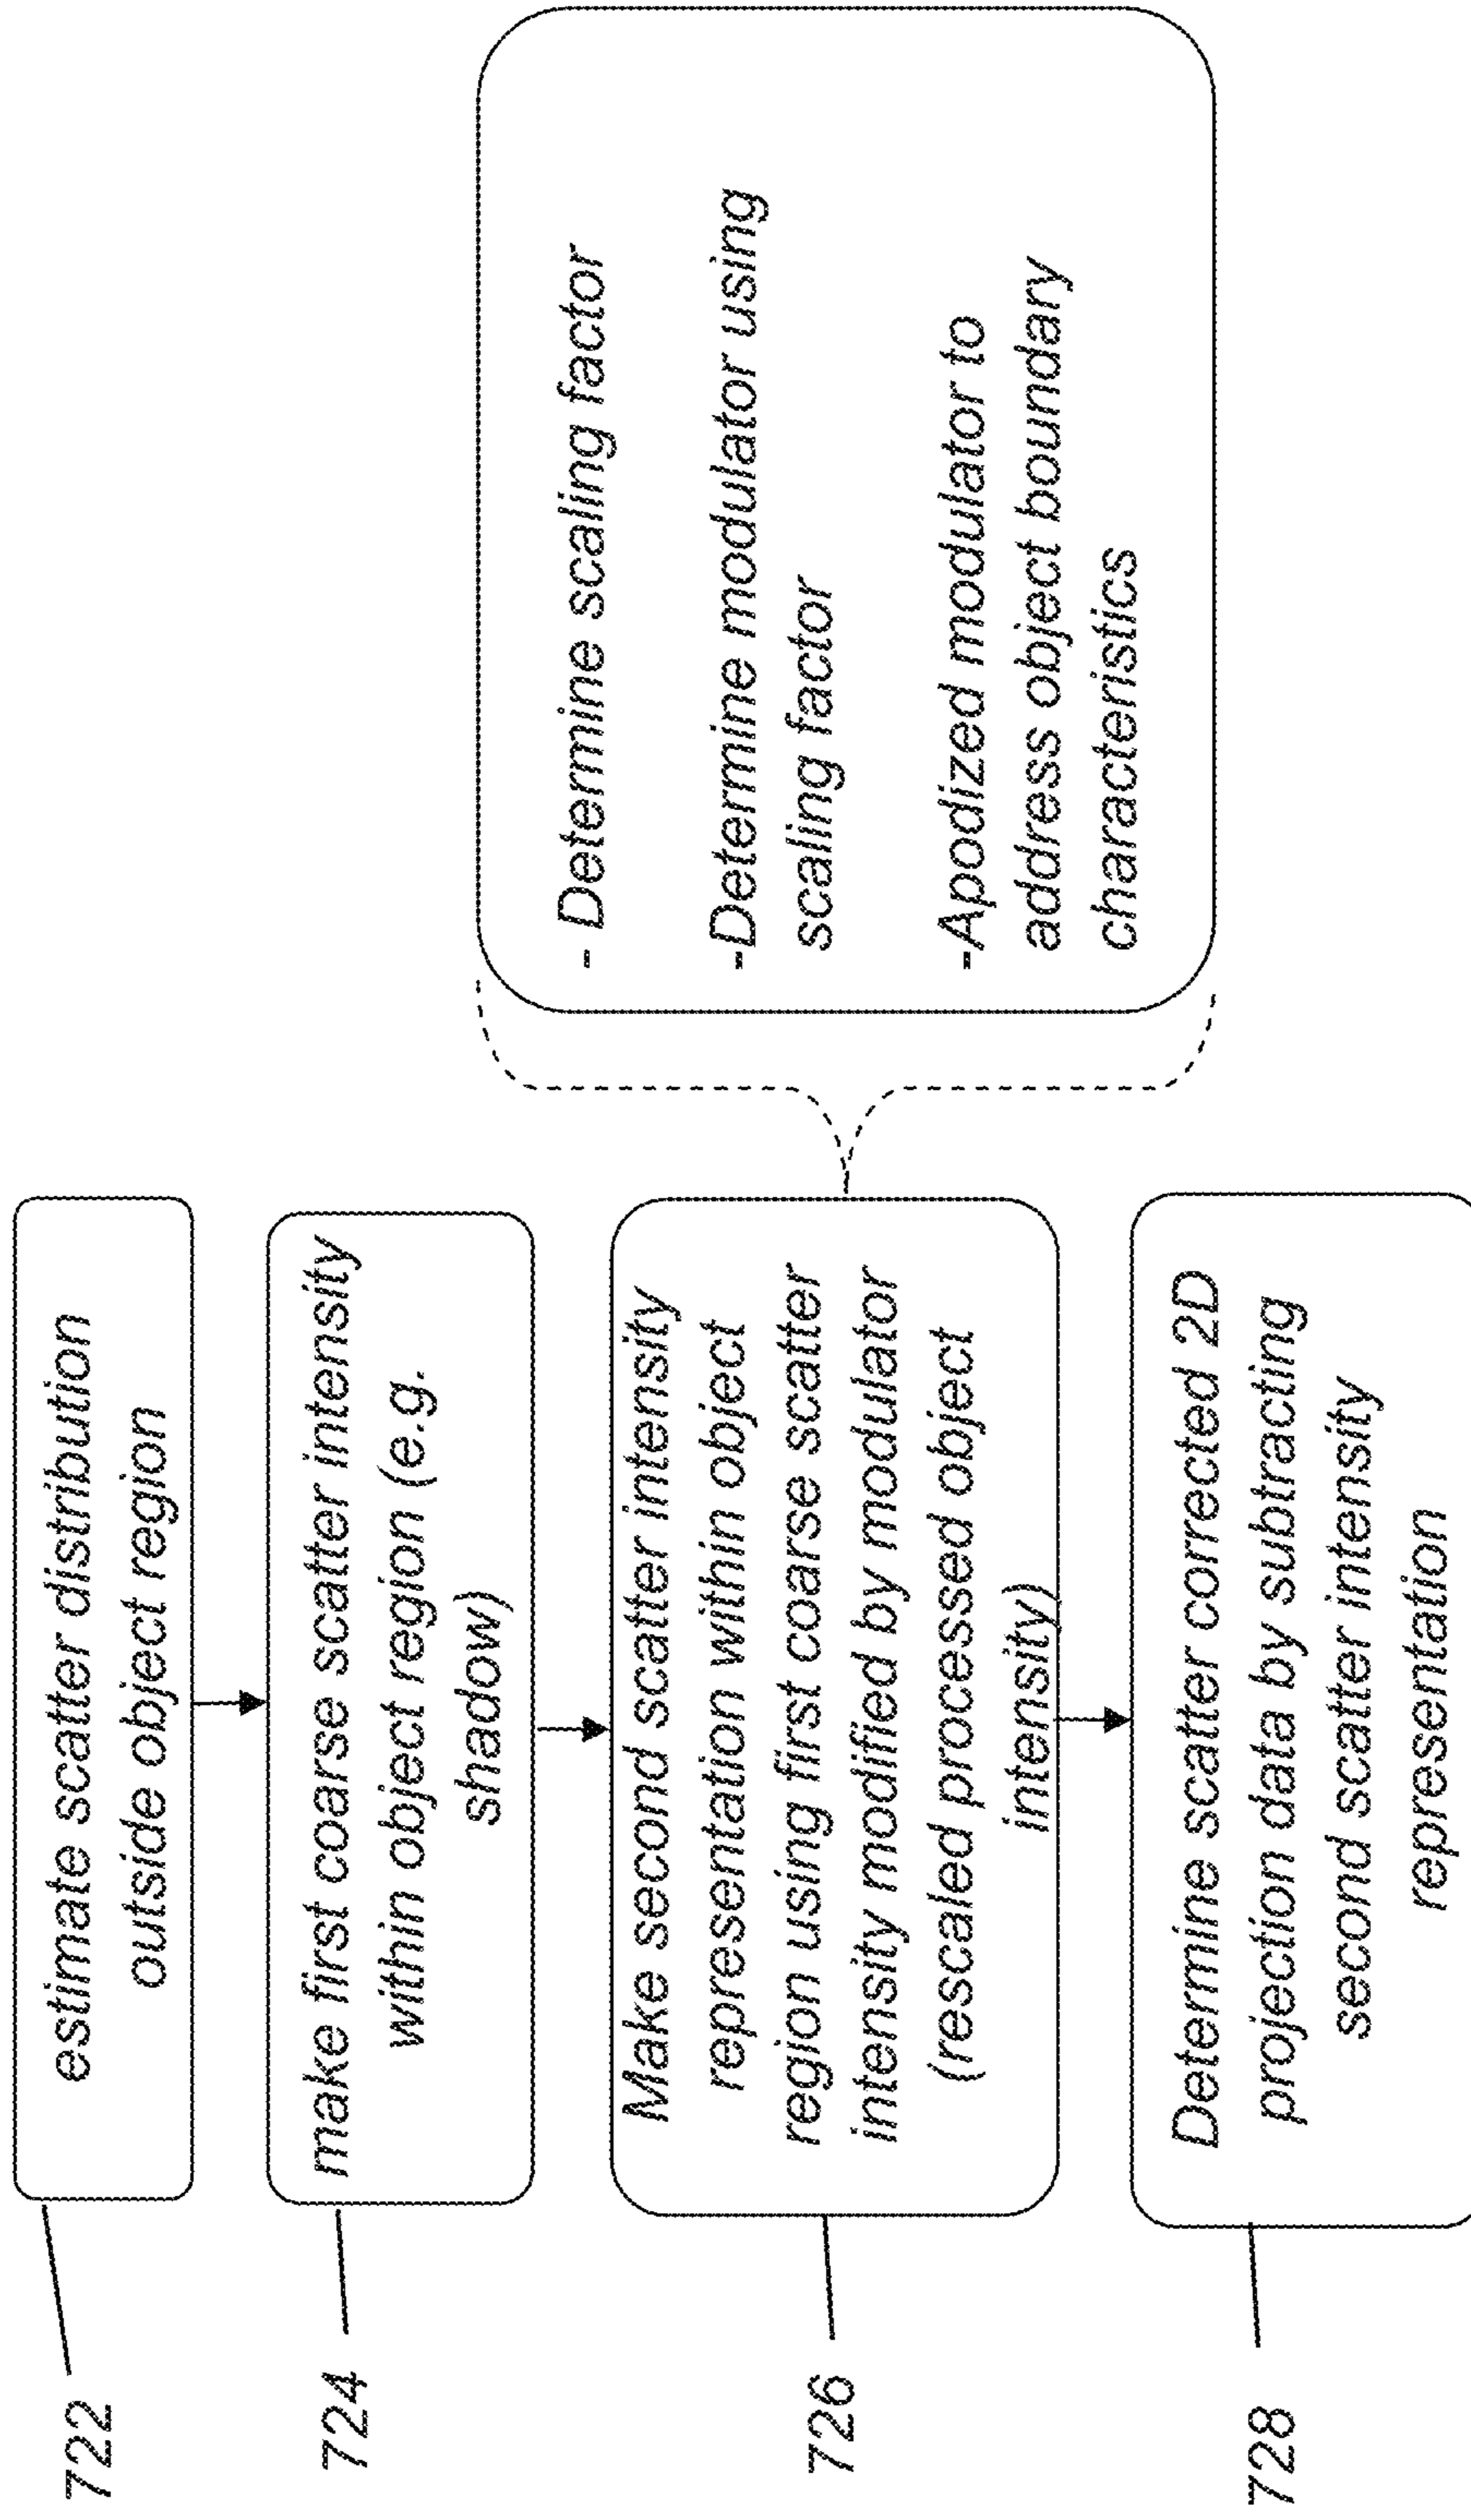 722
estimate scatter distribution
outside object region
724
make first coarse scatter intensity
within object region (e.g.
shadow)
726
Make second scatter intensity
representation within object
region using first coarse scatter
intensity modified by modulator
(rescaled processed object
intensity)
- Determine scaling factor
-Determine modulator using
scaling factor
-Apodized modulator to
address object boundary
characteristics
728
Determine scatter corrected 2D
projection data by subtracting
second scatter intensity
representation